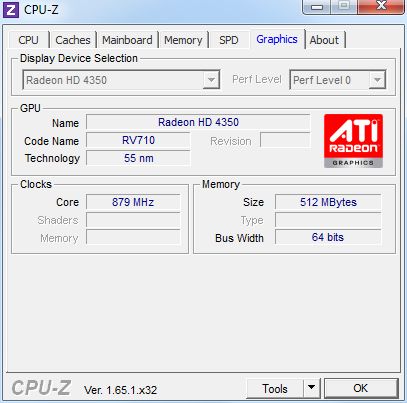 CPU-Z
CPU Caches Mainboard Memory SPD Graphics About
Display Device Selection
Radeon HD 4350 Perf Level Perf Level 0
GPU
Name Radeon HD 4350
Code Name RV710 Revision
Technology 55 nm
ATI
RADEON
GRAPHICS
Clocks
Core 879 MHz
Shaders
Memory
Memory
Size 512 MBytes
Type
Bus Width 64 bits
CPU-Z Ver. 1.65.1.x32 Tools OK